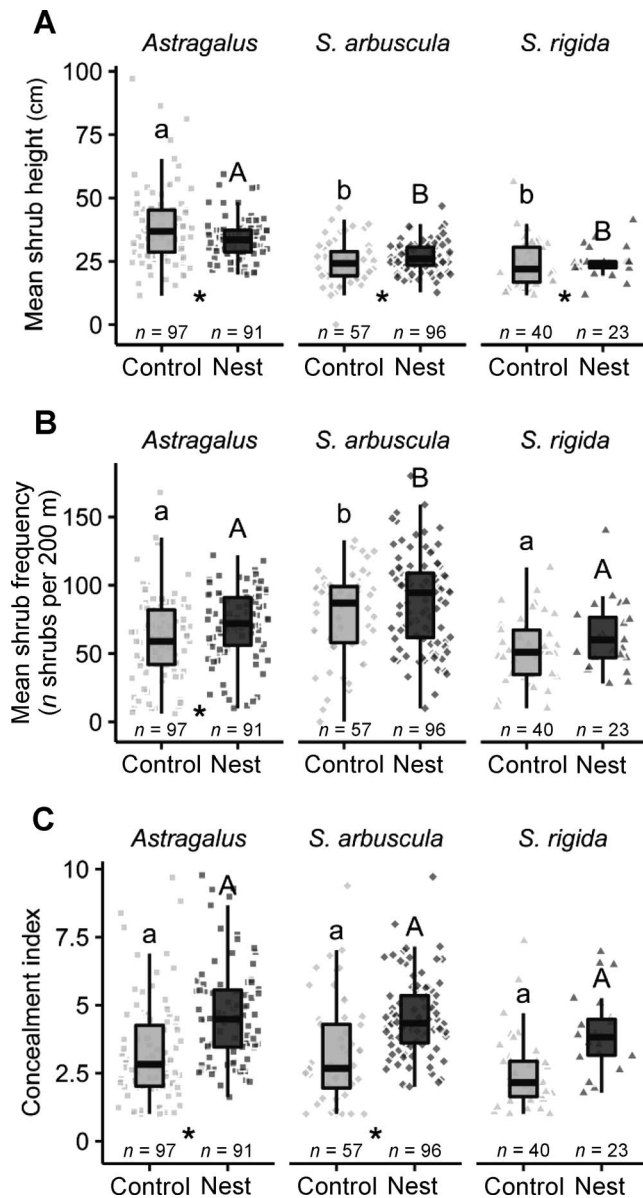 A
Astragalus S. arbuscula S. rigida
Mean shrub height (cm)
100
75
50
25
0
a A b B b B
* * *
n = 97 n = 91 n = 57 n = 96 n = 40 n = 23
Control Nest Control Nest Control Nest
B
Astragalus S. arbuscula S. rigida
Mean shrub frequency
(n shrubs per 200 m)
150
100
50
0
a A b B a A
*
n = 97 n = 91 n = 57 n = 96 n = 40 n = 23
Control Nest Control Nest Control Nest
C
Astragalus S. arbuscula S. rigida
Concealment index
10
7.5
5
2.5
0
a A a A a A
* *
n = 97 n = 91 n = 57 n = 96 n = 40 n = 23
Control Nest Control Nest Control Nest